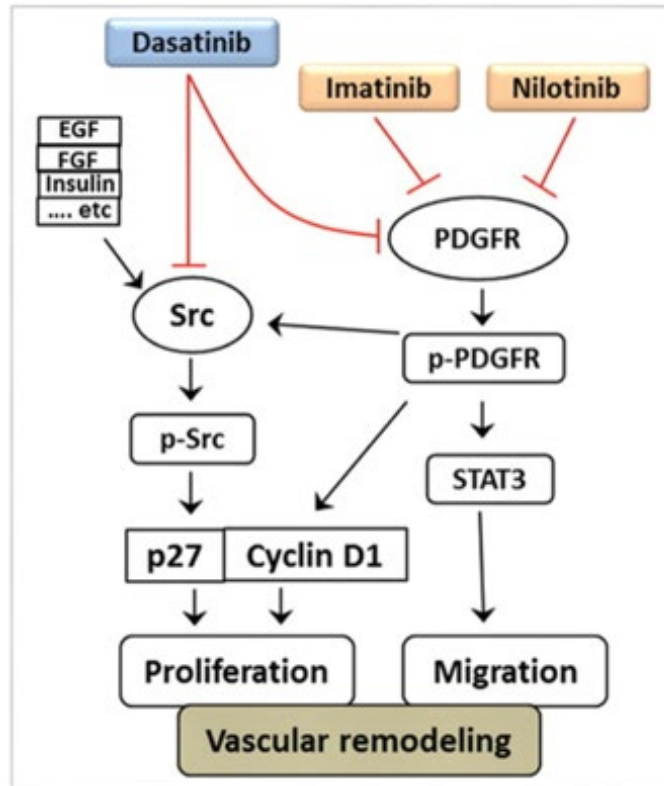 Dasatinib
Imatinib
Nilotinib
EGF
FGF
Insulin
.... etc
PDGFR
Src
p-PDGFR
p-Src
STAT3
p27
Cyclin D1
Proliferation
Migration
Vascular remodeling